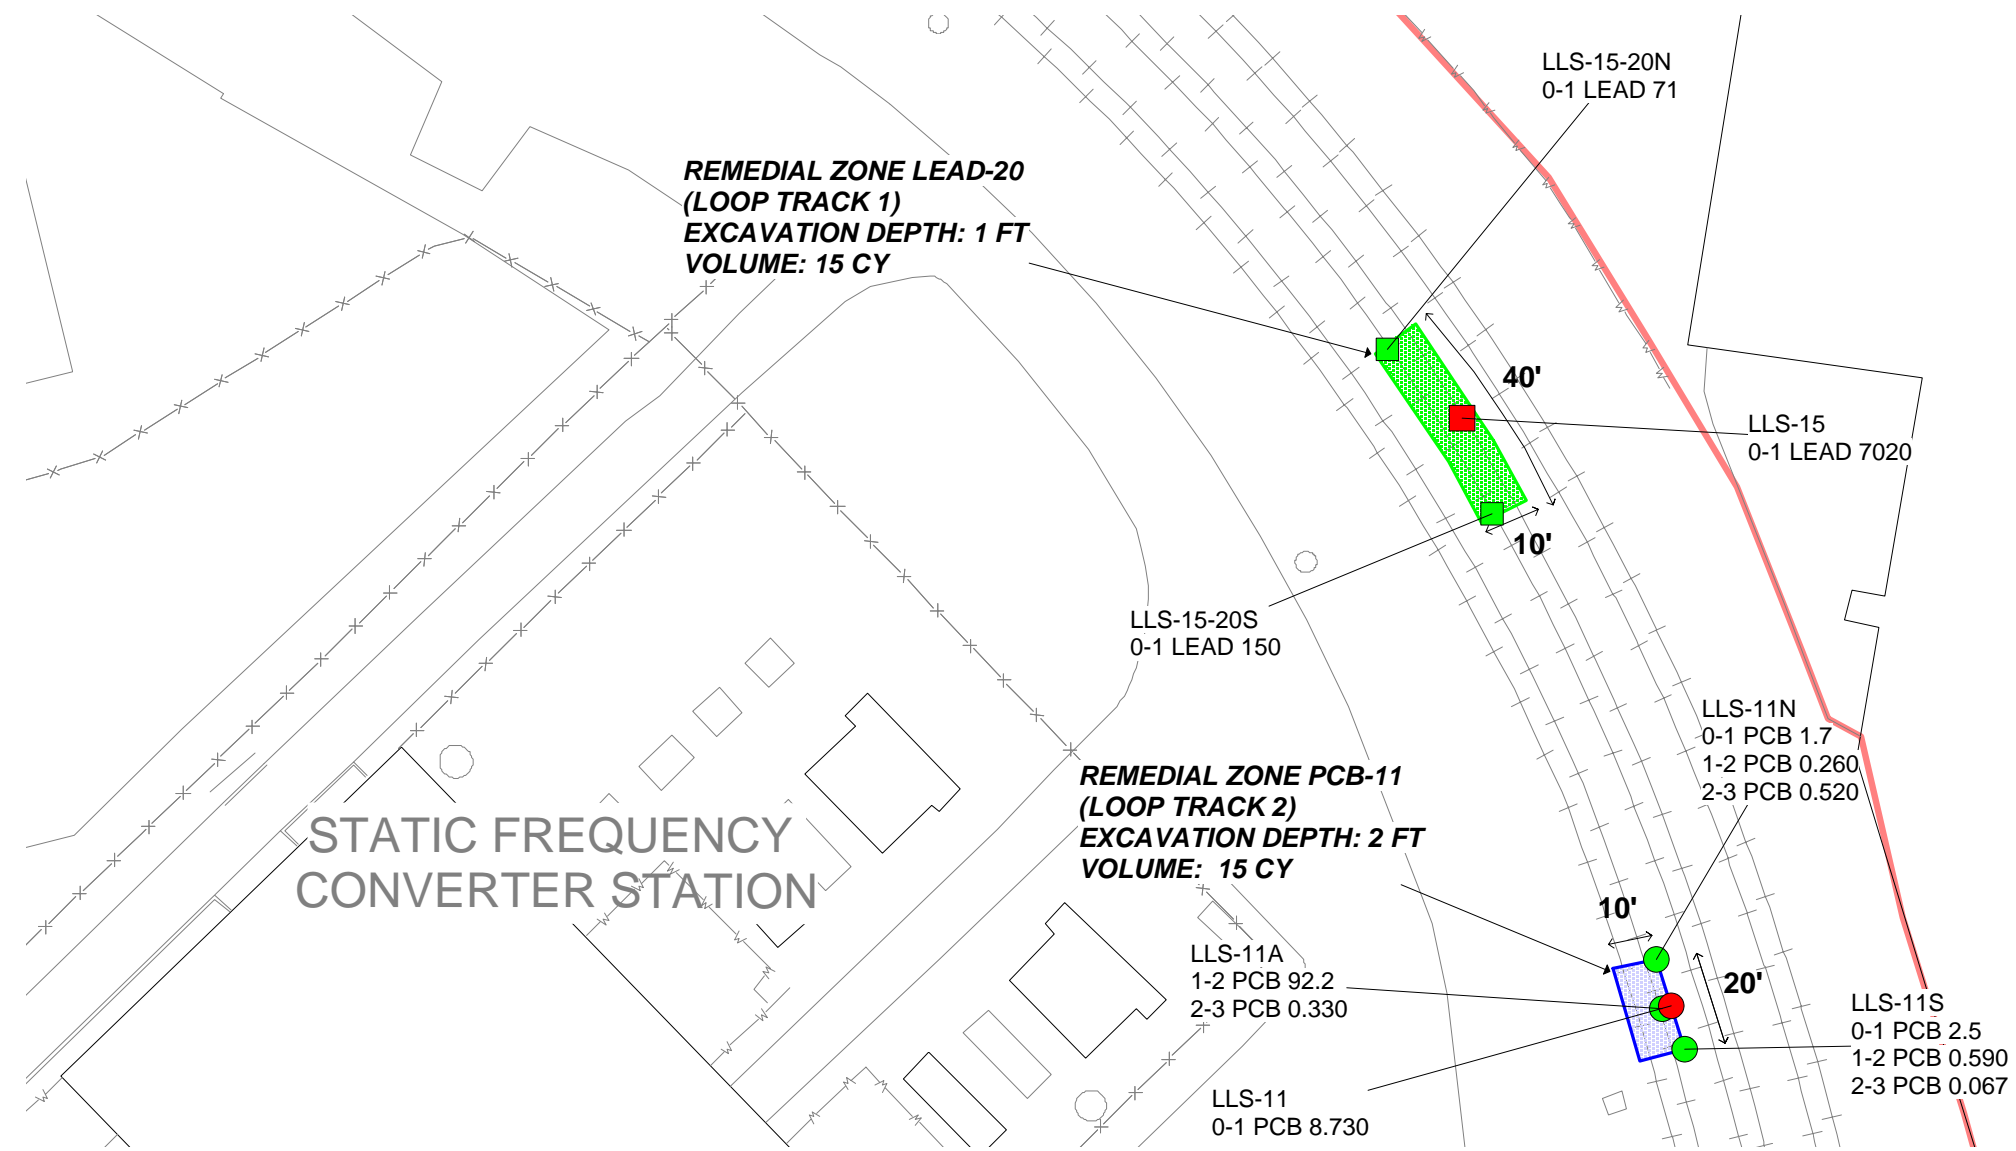 LLS-15-20N
0-1 LEAD 71
REMEDIAL ZONE LEAD-20
(LOOP TRACK 1)
EXCAVATION DEPTH: 1 FT
VOLUME: 15 CY
40'
LLS-15
0-1 LEAD 7020
10'
LLS-15-20S
0-1 LEAD 150
LLS-11N
0-1 PCB 1.7
1-2 PCB 0.260
2-3 PCB 0.520
REMEDIAL ZONE PCB-11
(LOOP TRACK 2)
EXCAVATION DEPTH: 2 FT
VOLUME: 15 CY
STATIC FREQUENCY
CONVERTER STATION
10'
LLS-11A
1-2 PCB 92.2
2-3 PCB 0.330
20'
LLS-11S
0-1 PCB 2.5
1-2 PCB 0.590
2-3 PCB 0.067
LLS-11
0-1 PCB 8.730